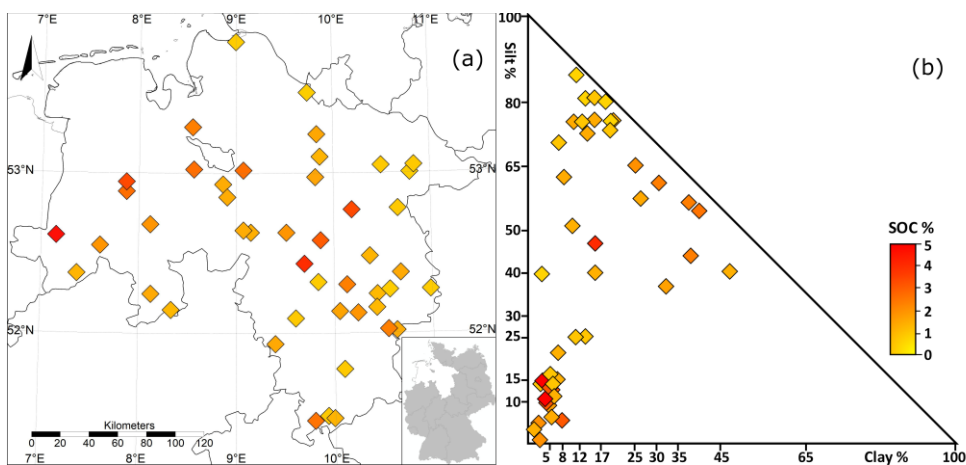 7°E 8°E 9°E 10°E 11°E
(a)
53°N 53°N
52°N 52°N
Kilometers
0 20 40 60 80 100 120
7°E 8°E 9°E 10°E
100
Silt %
(b)
80
65
50
40
30
25
15
10
SOC %
5
4
3
2
1
0
5 8 12 17 25 30 35 45 65 Clay % 100